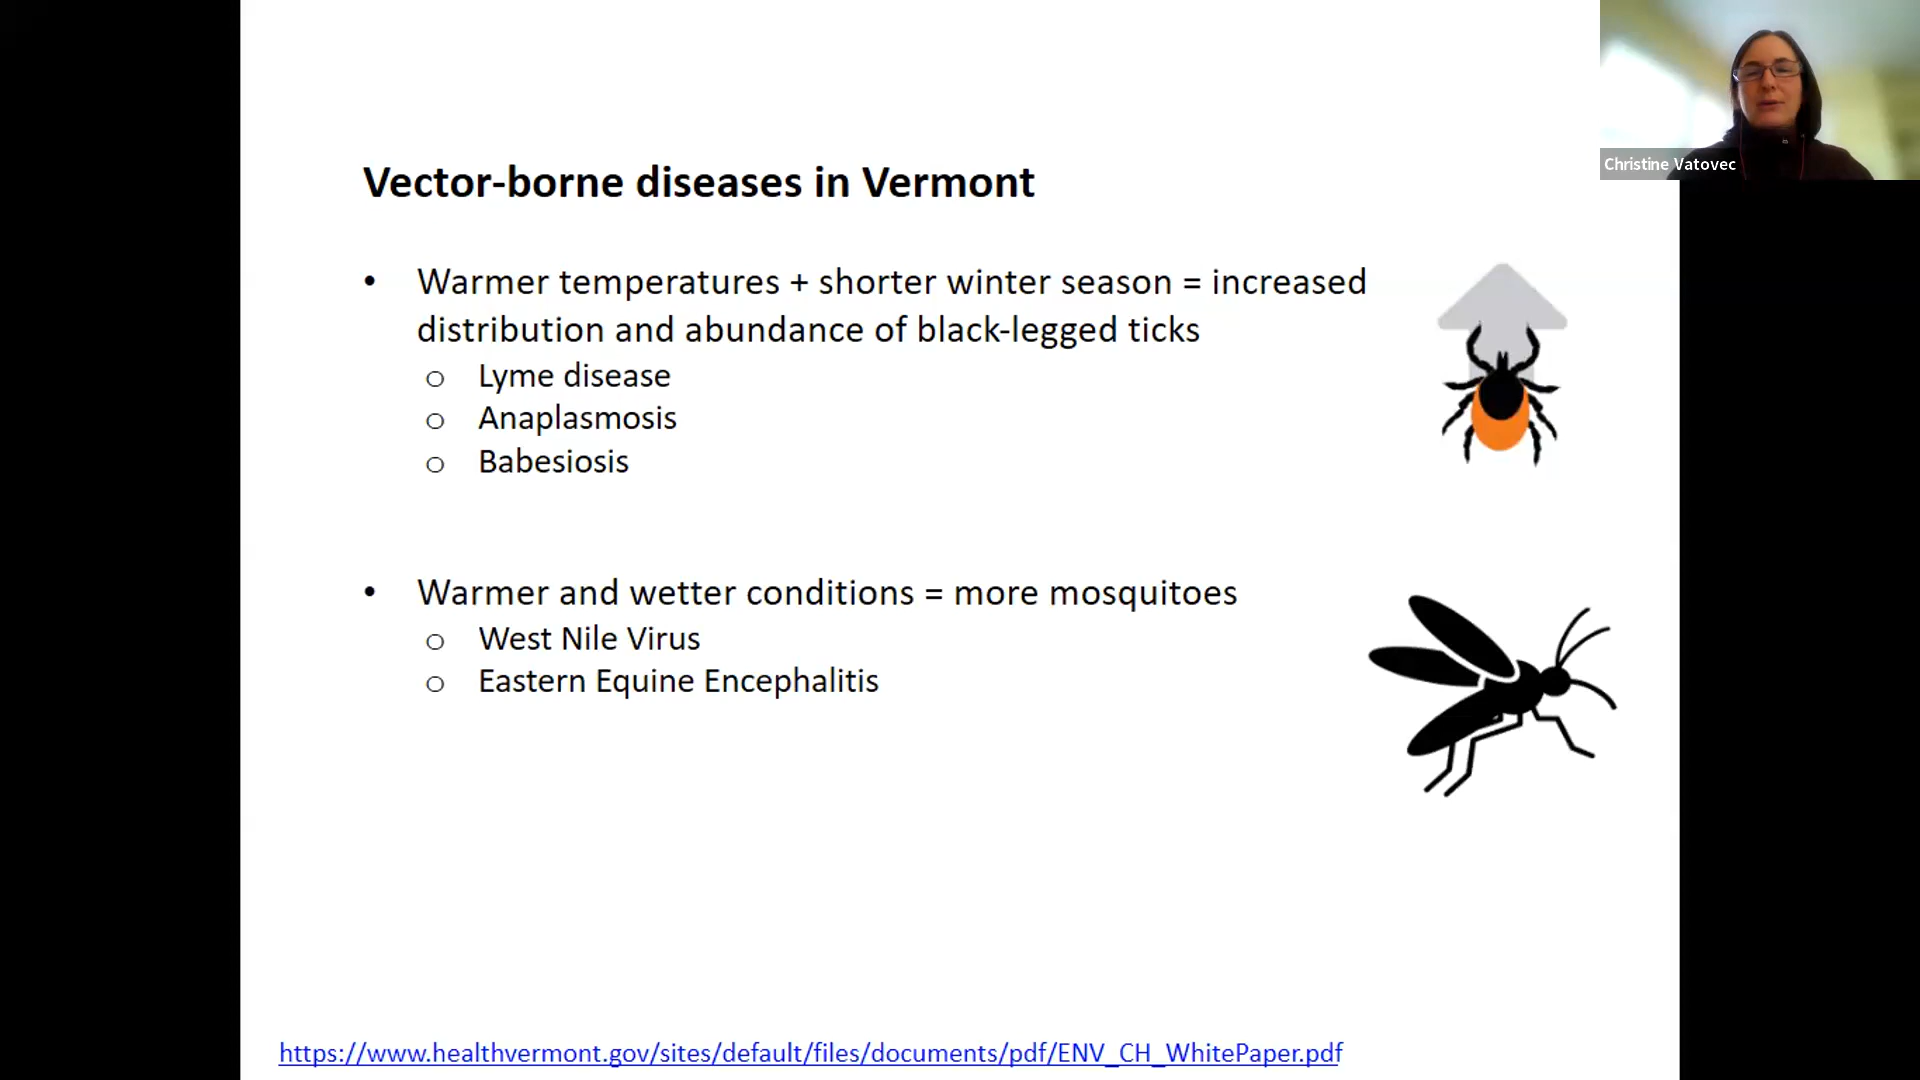 Christine Vatovec
Vector-borne diseases in Vermont
• Warmer temperatures + shorter winter season = increased
distribution and abundance of black-legged ticks
o Lyme disease
o Anaplasmosis
o Babesiosis
• Warmer and wetter conditions = more mosquitoes
o West Nile Virus
o Eastern Equine Encephalitis
https://www.healthvermont.gov/sites/default/files/documents/pdf/ENV_CH_WhitePaper.pdf